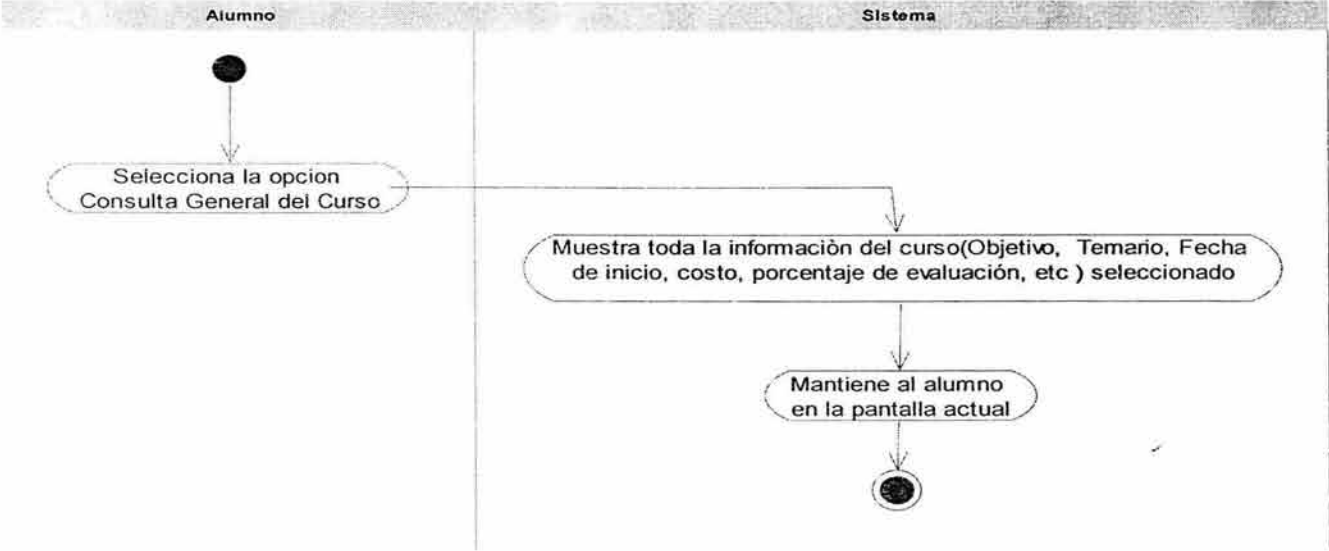 Alumno
Sistema
Selecciona la opcion
Consulta General del Curso
Muestra toda la informaciòn del curso(Objetivo, Temario, Fecha
de inicio, costo, porcentaje de evaluación, etc ) seleccionado
Mantiene al alumno
en la pantalla actual